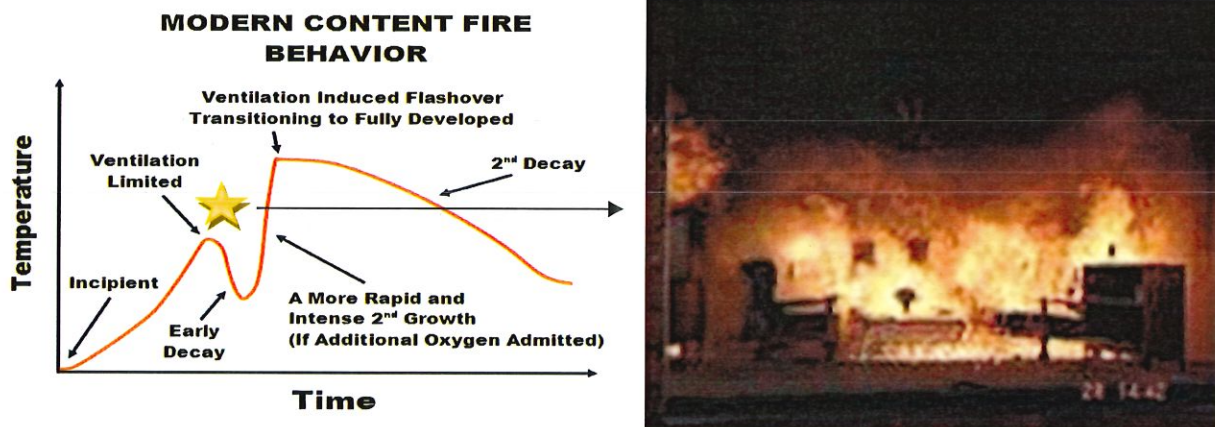 MODERN CONTENT FIRE
BEHAVIOR
Ventilation Induced Flashover
Transitioning to Fully Developed
Ventilation
Limited
2nd Decay
Temperature
Incipient
Early
Decay
A More Rapid and
Intense 2nd Growth
(If Additional Oxygen Admitted)
Time
28 14:42